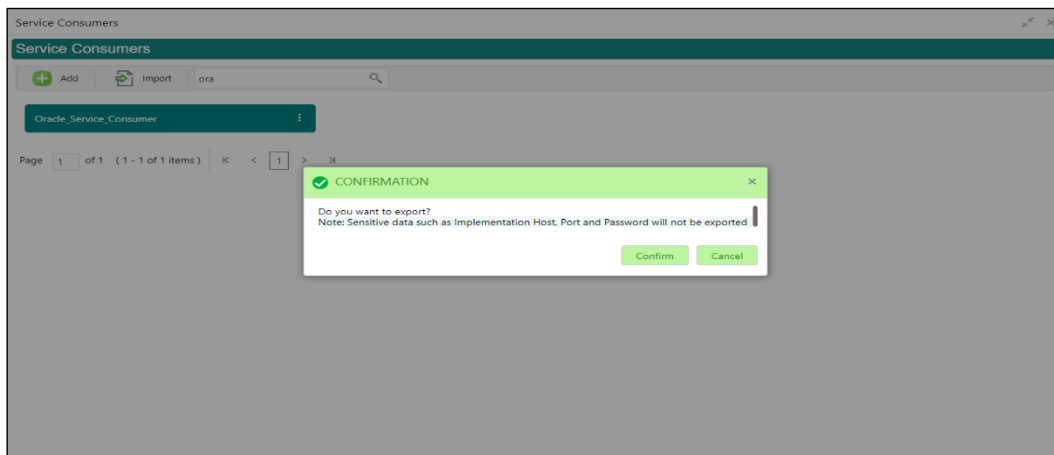 Service Consumers
Service Consumers
Add Import ora
Oracle_Service_Consumer
Page 1 of 1 (1 - 1 of 1 items) K < 1 > >|
CONFIRMATION
Do you want to export?
Note: Sensitive data such as Implementation Host, Port and Password will not be exported
Confirm Cancel